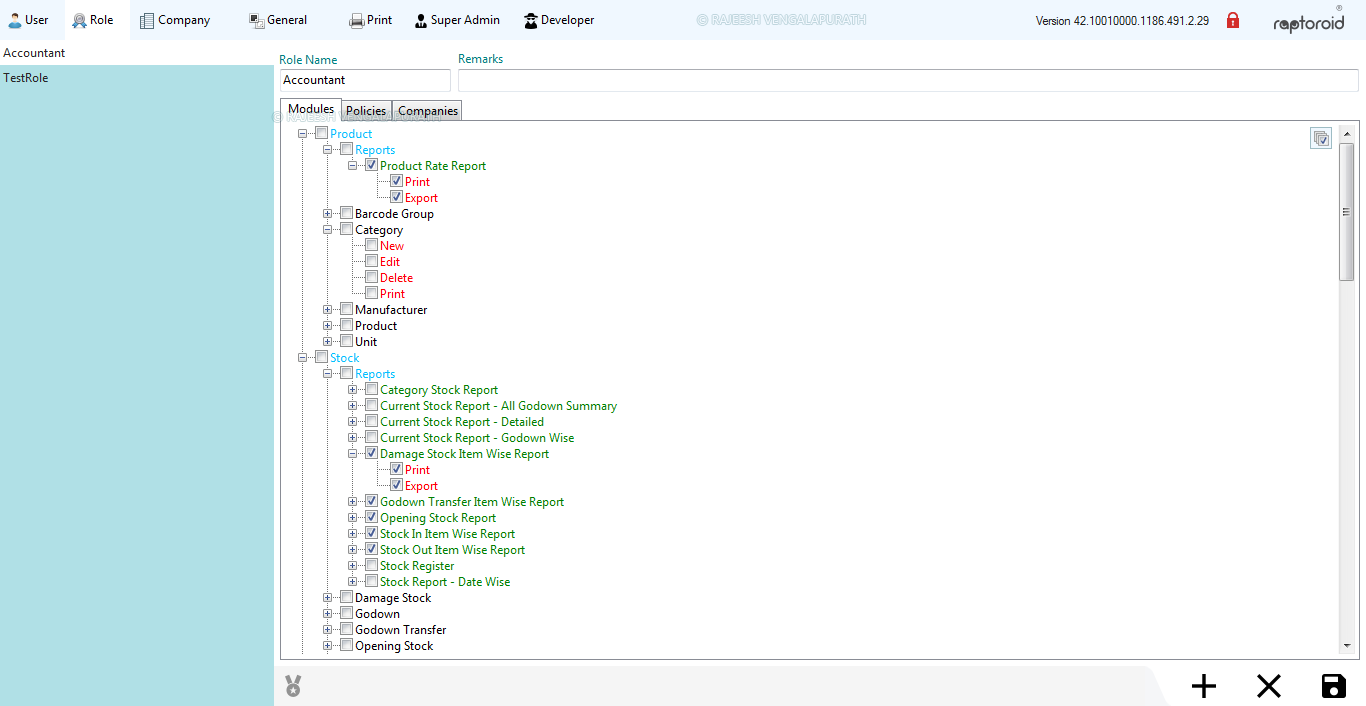 User Role Company General Print Super Admin Developer © RAJEESH VENGALAPURATH Version 42.10010000.1186.491.2.29 raptoroid ®
Accountant
TestRole
Role Name Remarks
Accountant
Modules Policies Companies
© RAJEESH VENGALAPURATH
Product
Reports
Product Rate Report
Print
Export
Barcode Group
Category
New
Edit
Delete
Print
Manufacturer
Product
Unit
Stock
Reports
Category Stock Report
Current Stock Report - All Godown Summary
Current Stock Report - Detailed
Current Stock Report - Godown Wise
Damage Stock Item Wise Report
Print
Export
Godown Transfer Item Wise Report
Opening Stock Report
Stock In Item Wise Report
Stock Out Item Wise Report
Stock Register
Stock Report - Date Wise
Damage Stock
Godown
Godown Transfer
Opening Stock